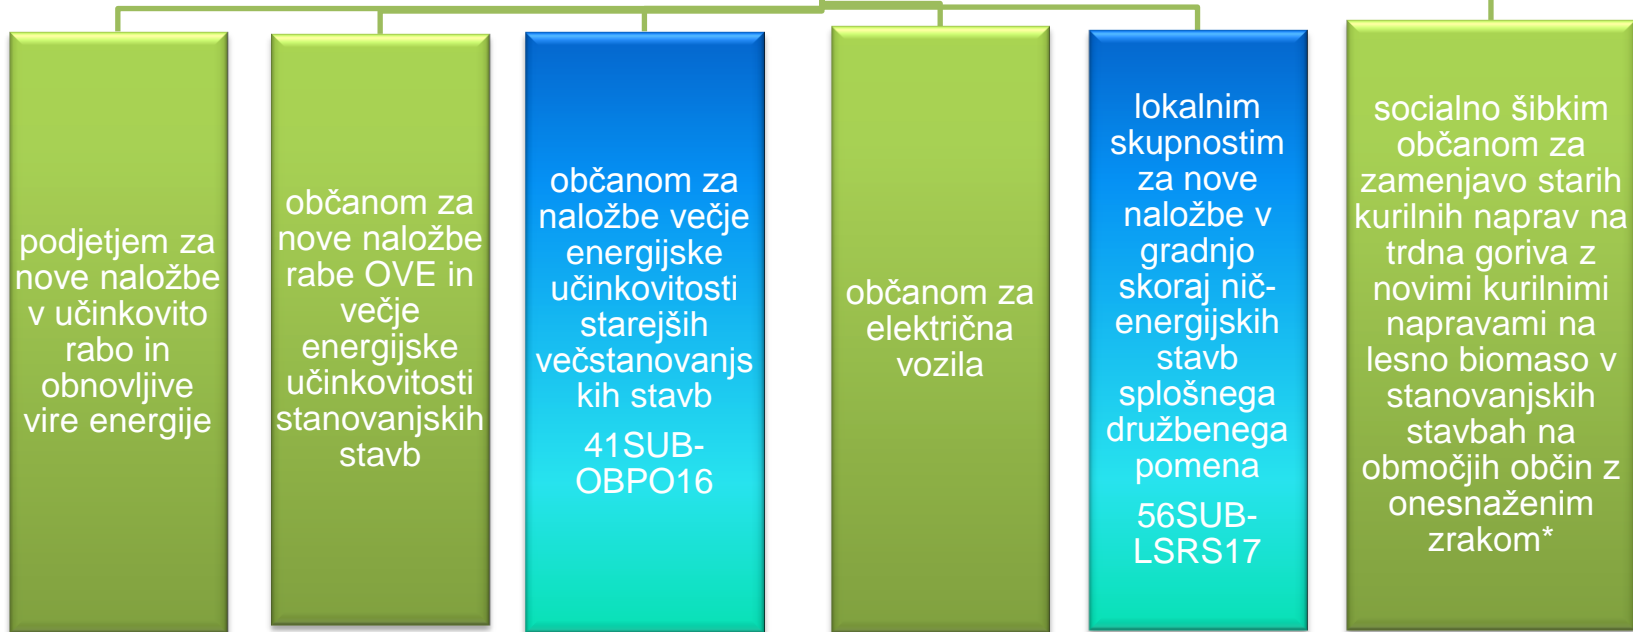 podjetjem za
nove naložbe
v učinkovito
rabo in
obnovljive
vire energije
občanom za
nove naložbe
rabe OVE in
večje
energijske
učinkovitosti
stanovanjskih
stavb
občanom za
naložbe večje
energijske
učinkovitosti
starejših
večstanovanjs
kih stavb
41SUB-
OBPO16
občanom za
električna
vozila
lokalnim
skupnostim
za nove
naložbe v
gradnjo
skoraj nič-
energijskih
stavb
splošnega
družbenega
pomena
56SUB-
LSRS17
socialno šibkim
občanom za
zamenjavo starih
kurilnih naprav na
trdna goriva z
novimi kurilnimi
napravami na
lesno biomaso v
stanovanjskih
stavbah na
območjih občin z
onesnaženim
zrakom*